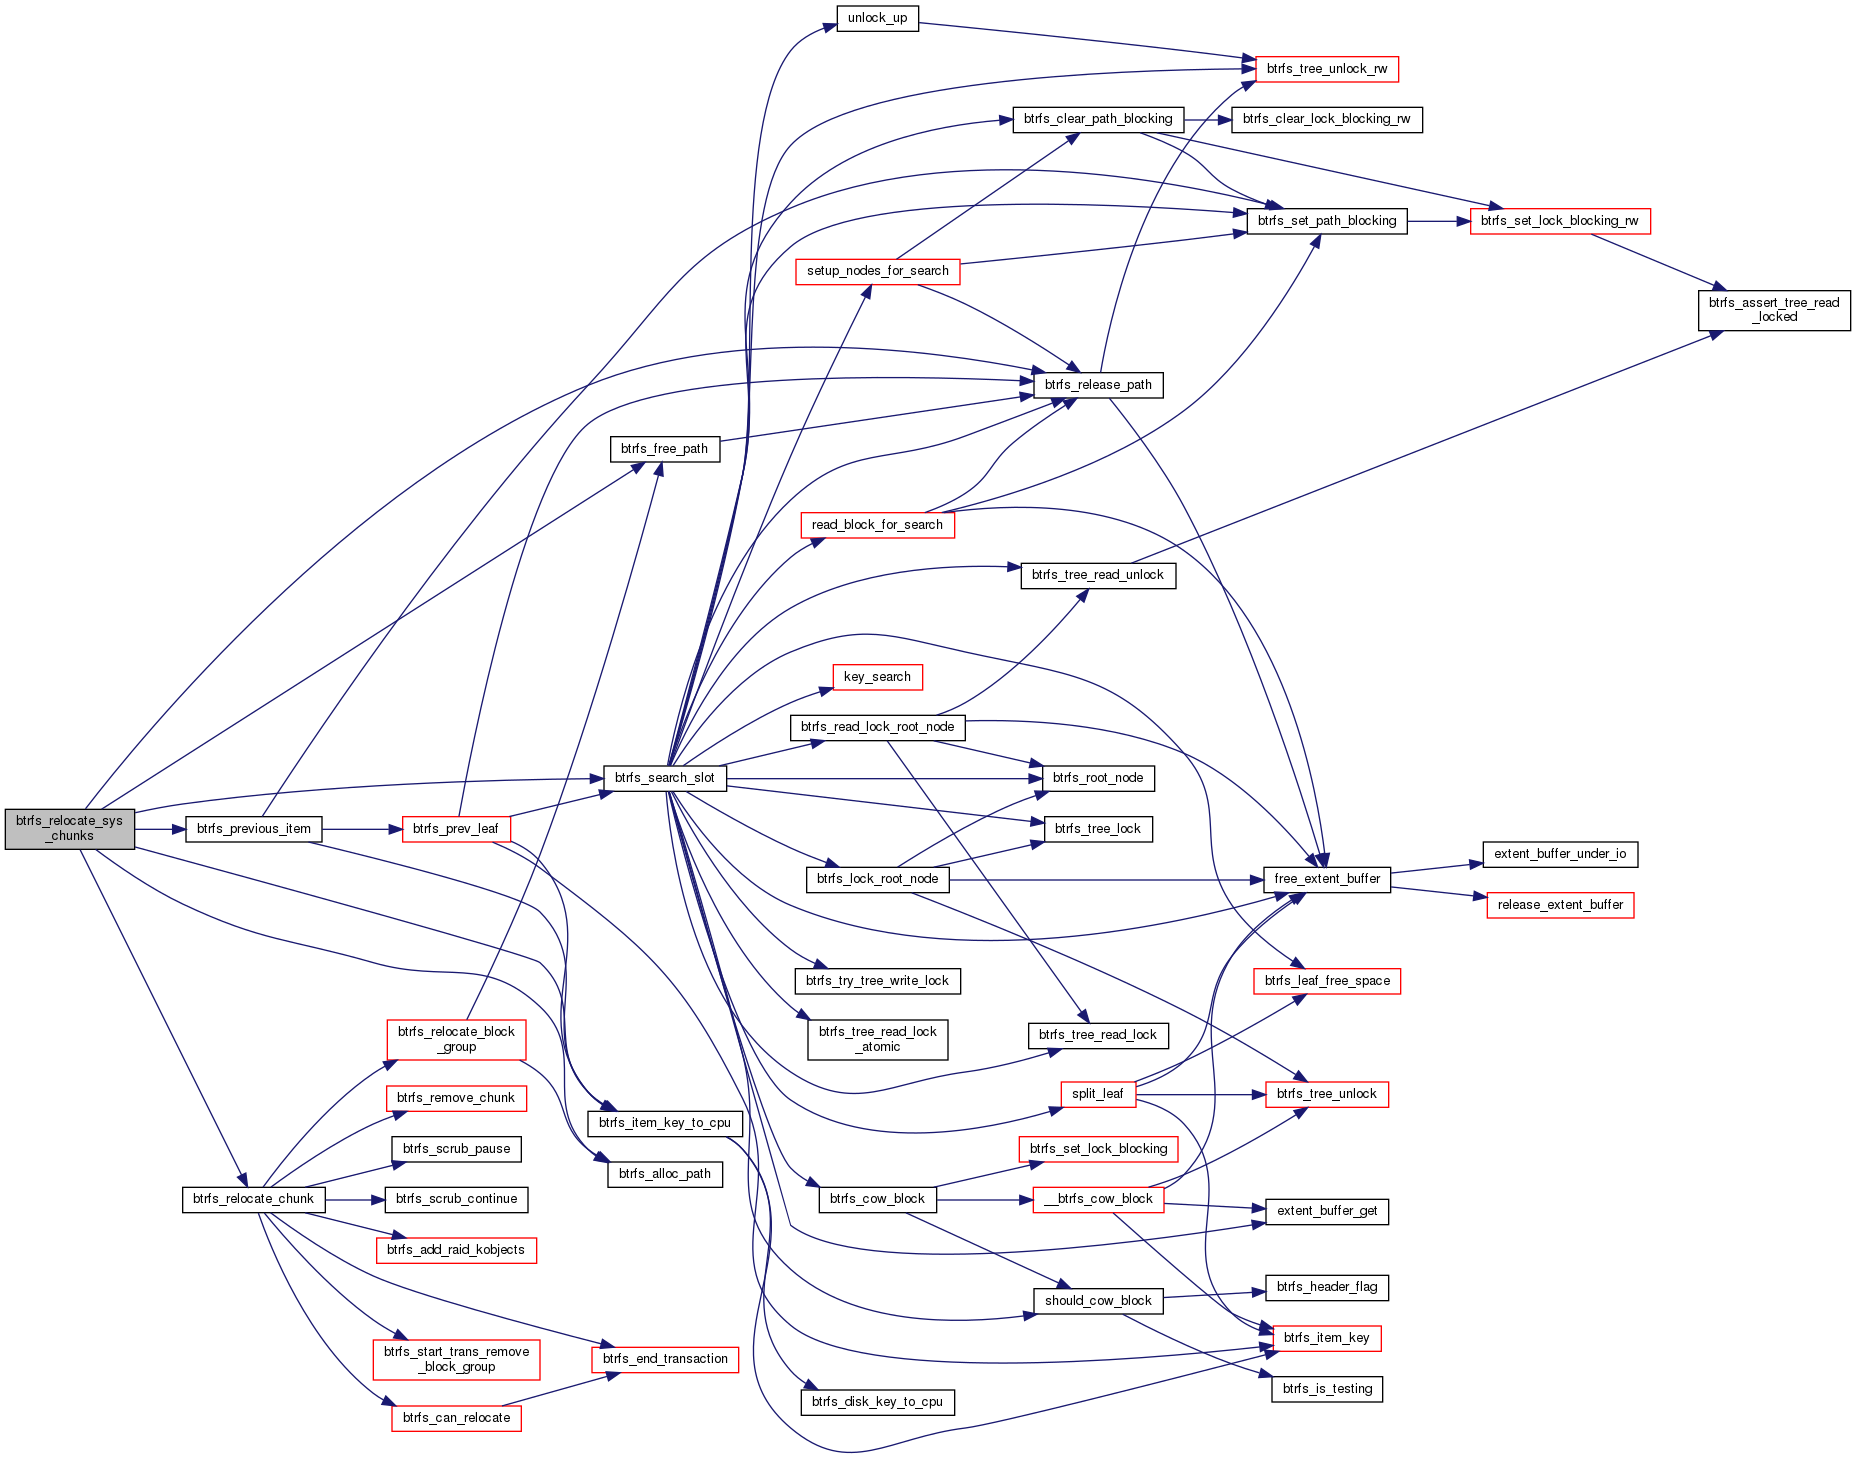 unlock_up
btrfs_tree_unlock_rw
btrfs_clear_path_blocking
btrfs_clear_lock_blocking_rw
btrfs_set_path_blocking
btrfs_set_lock_blocking_rw
setup_nodes_for_search
btrfs_assert_tree_read
_locked
btrfs_release_path
btrfs_free_path
read_block_for_search
btrfs_tree_read_unlock
key_search
btrfs_read_lock_root_node
btrfs_search_slot
btrfs_root_node
btrfs_relocate_sys
_chunks
btrfs_previous_item
btrfs_prev_leaf
btrfs_tree_lock
btrfs_lock_root_node
free_extent_buffer
extent_buffer_under_io
release_extent_buffer
btrfs_try_tree_write_lock
btrfs_leaf_free_space
btrfs_relocate_block
_group
btrfs_tree_read_lock
_atomic
btrfs_tree_read_lock
btrfs_remove_chunk
split_leaf
btrfs_tree_unlock
btrfs_item_key_to_cpu
btrfs_scrub_pause
btrfs_set_lock_blocking
btrfs_alloc_path
btrfs_relocate_chunk
btrfs_scrub_continue
btrfs_cow_block
__btrfs_cow_block
extent_buffer_get
btrfs_add_raid_kobjects
btrfs_header_flag
should_cow_block
btrfs_item_key
btrfs_start_trans_remove
_block_group
btrfs_end_transaction
btrfs_is_testing
btrfs_disk_key_to_cpu
btrfs_can_relocate